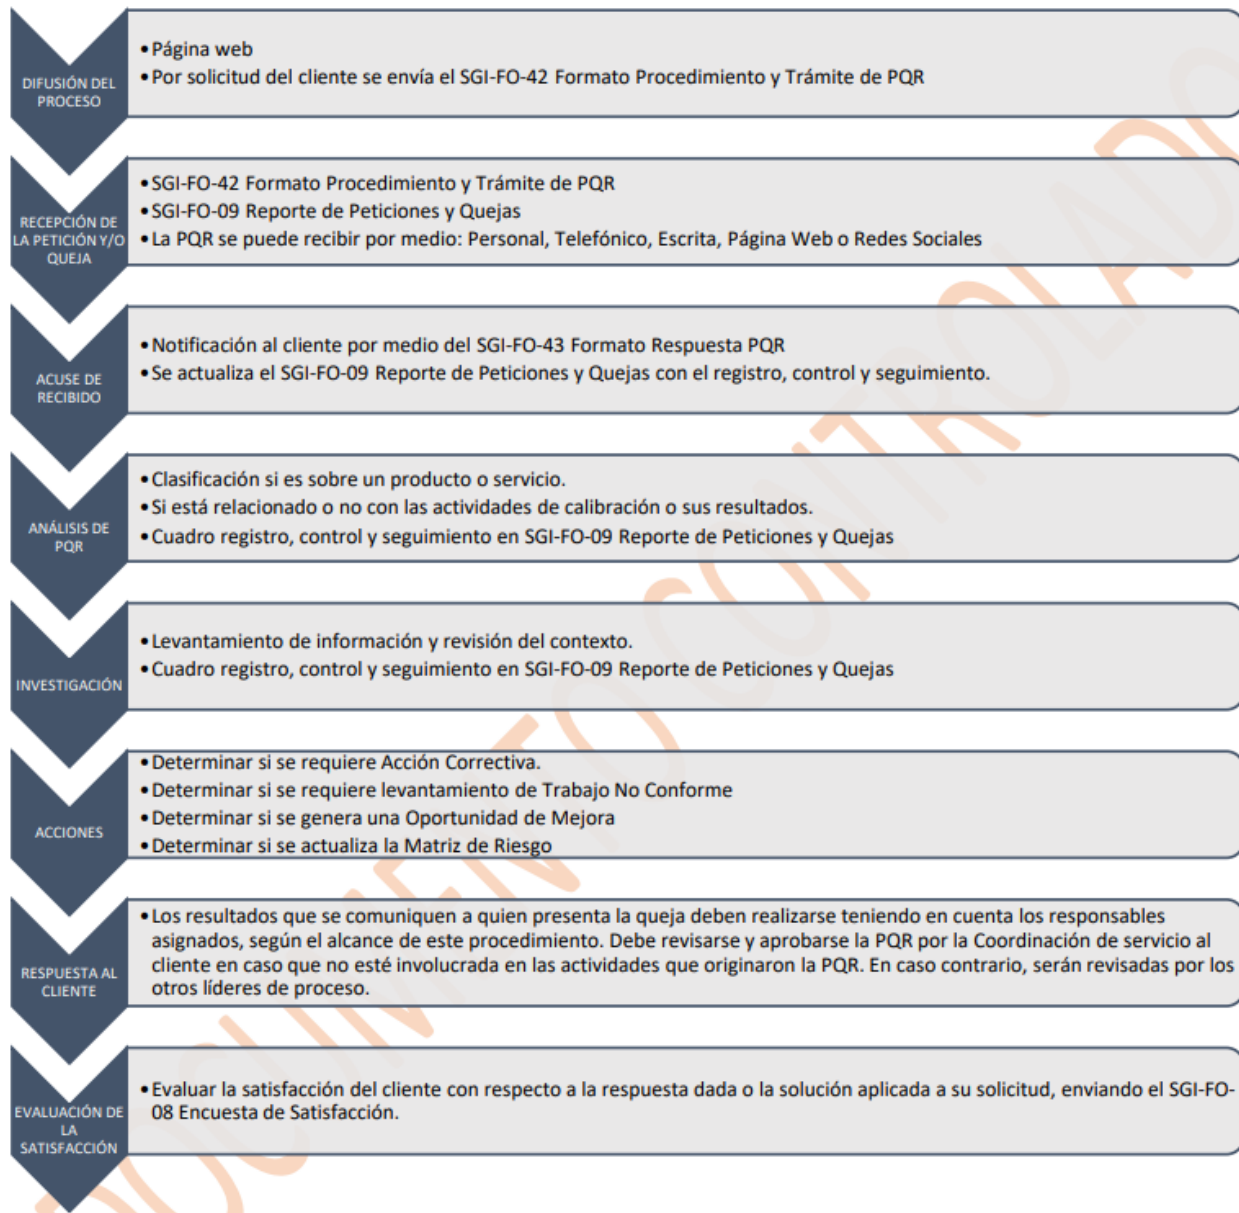 DIFUSIÓN DEL
PROCESO
•Página web
•Por solicitud del cliente se envía el SGI-FO-42 Formato Procedimiento y Trámite de PQR
RECEPCIÓN DE
LA PETICIÓN Y/O
QUEJA
•SGI-FO-42 Formato Procedimiento y Trámite de PQR
•SGI-FO-09 Reporte de Peticiones y Quejas
•La PQR se puede recibir por medio: Personal, Telefónico, Escrita, Página Web o Redes Sociales
ACUSE DE
RECIBIDO
•Notificación al cliente por medio del SGI-FO-43 Formato Respuesta PQR
•Se actualiza el SGI-FO-09 Reporte de Peticiones y Quejas con el registro, control y seguimiento.
ANÁLISIS DE
PQR
•Clasificación si es sobre un producto o servicio.
•Si está relacionado o no con las actividades de calibración o sus resultados.
•Cuadro registro, control y seguimiento en SGI-FO-09 Reporte de Peticiones y Quejas
INVESTIGACIÓN
•Levantamiento de información y revisión del contexto.
•Cuadro registro, control y seguimiento en SGI-FO-09 Reporte de Peticiones y Quejas
ACCIONES
•Determinar si se requiere Acción Correctiva.
•Determinar si se requiere levantamiento de Trabajo No Conforme
•Determinar si se genera una Oportunidad de Mejora
•Determinar si se actualiza la Matriz de Riesgo
RESPUESTA AL
CLIENTE
•Los resultados que se comuniquen a quien presenta la queja deben realizarse teniendo en cuenta los responsables
asignados, según el alcance de este procedimiento. Debe revisarse y aprobarse la PQR por la Coordinación de servicio al
cliente en caso que no esté involucrada en las actividades que originaron la PQR. En caso contrario, serán revisadas por los
otros líderes de proceso.
EVALUACIÓN DE
LA
SATISFACCIÓN
•Evaluar la satisfacción del cliente con respecto a la respuesta dada o la solución aplicada a su solicitud, enviando el SGI-FO-
08 Encuesta de Satisfacción.
DOCUMENTO CONTROLADO